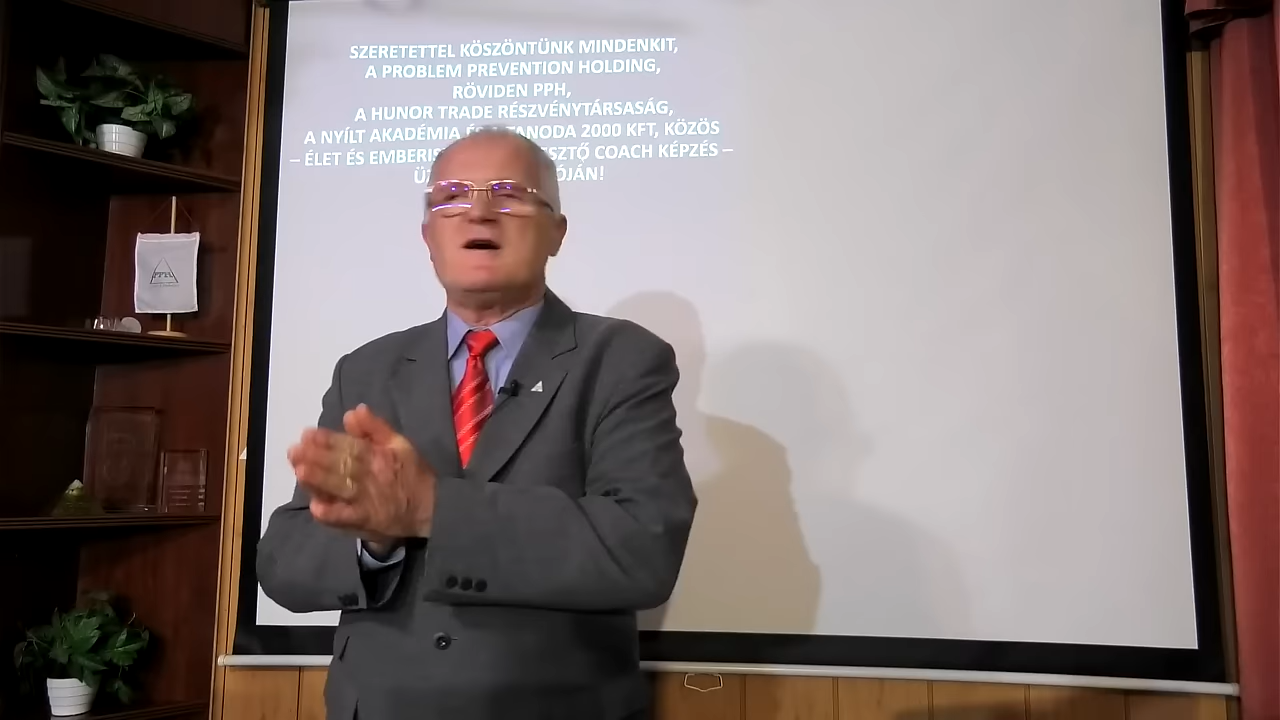 SZERETETTEL KÖSZÖNTÜNK MINDENKIT,
A PROBLEM PREVENTION HOLDING,
RÖVIDEN PPH,
A HUNOR TRADE RÉSZVÉNYTÁRSASÁG,
A NYÍLT AKADÉMIA TANODA 2000 KFT, KÖZÖS
– ÉLET ÉS COACH KÉPZÉS –